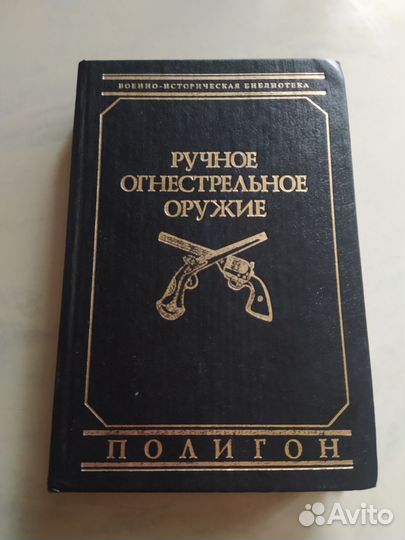 ВОЕННО-ИСТОРИЧЕСКАЯ БИБЛИОТЕКА
РУЧНОЕ
ОГНЕСТРЕЛЬНОЕ
ОРУЖИЕ
ПОЛИГОН
Avito